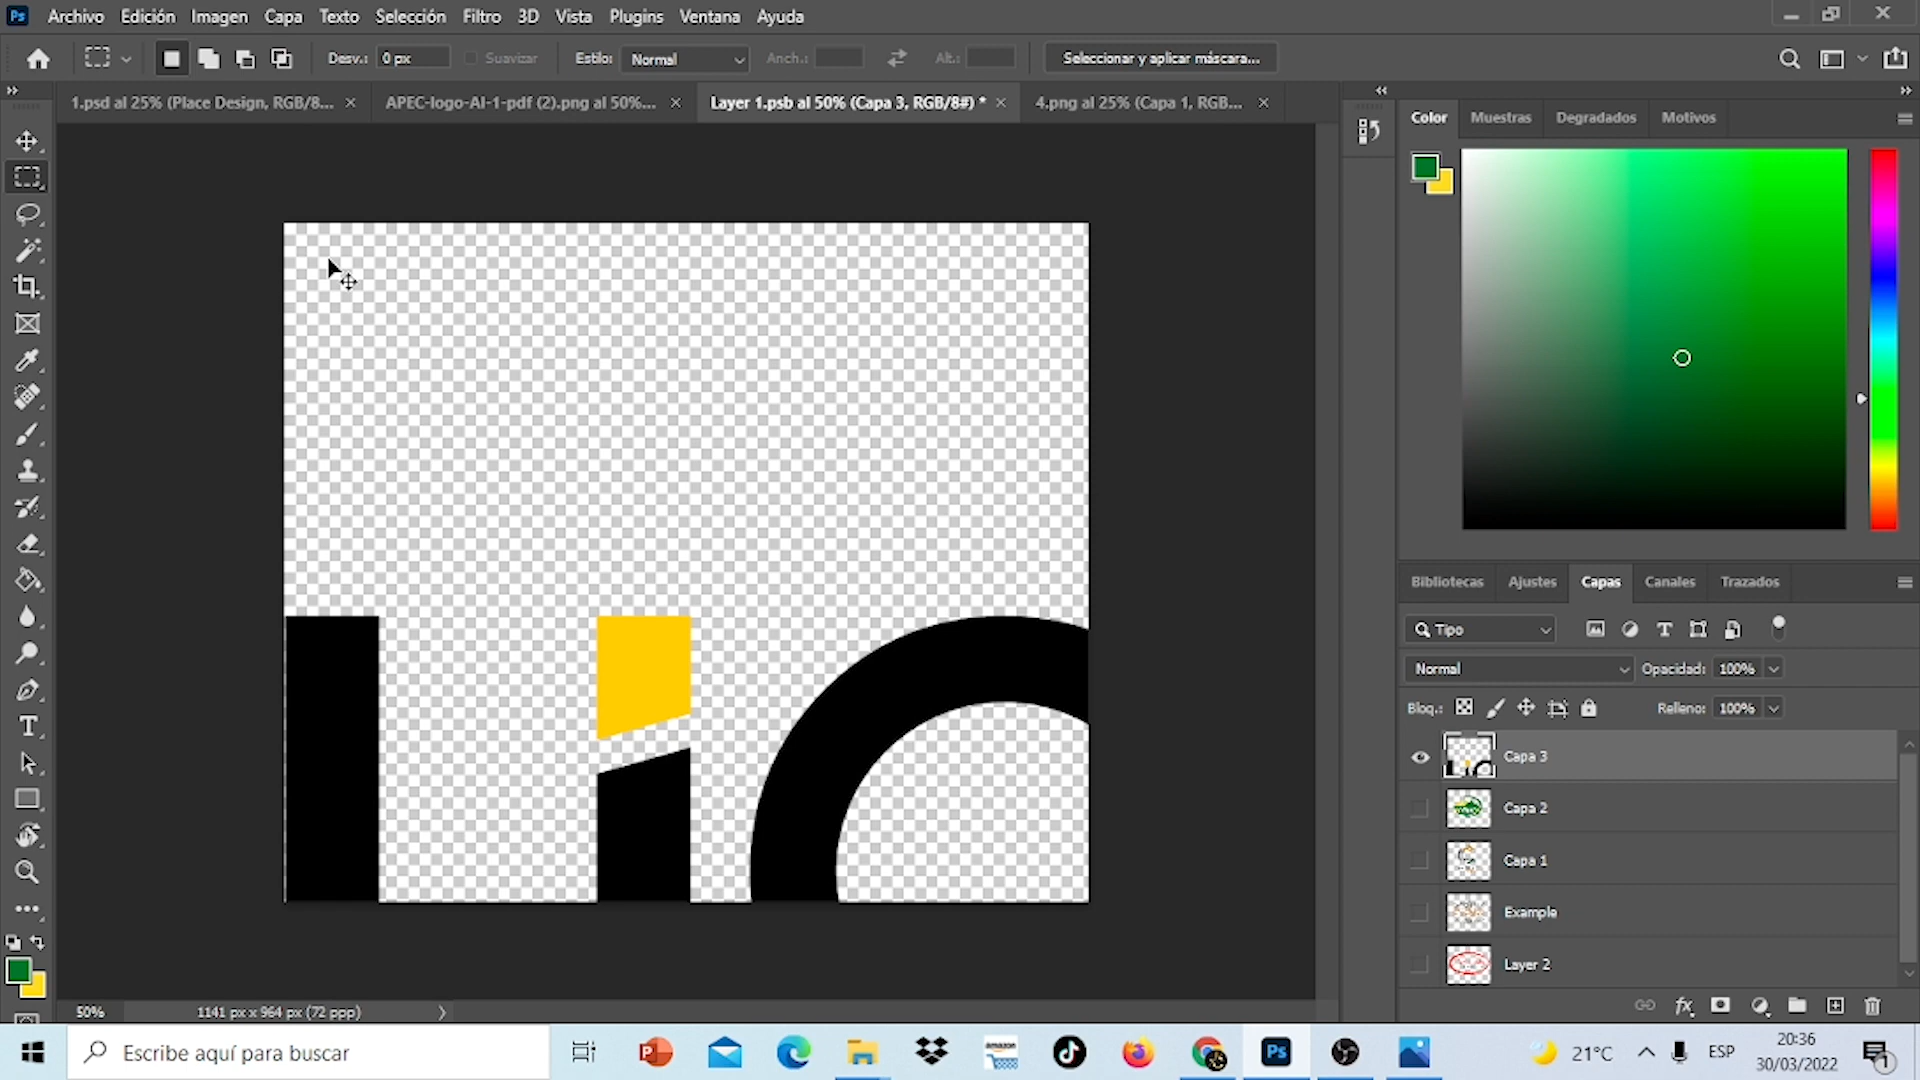 Ps Archivo Edición Imagen Capa Texto Selección Filtro 3D Vista Plugins Ventana Ayuda
Desv.: 0 px Suavizar Estilo: Normal Anch.: Alt.: Seleccionar y aplicar máscara...
1.psd al 25% (Place Design, RGB/8... × APEC-logo-AI-1-pdf (2).png al 50%... × Layer 1.psb al 50% (Capa 3, RGB/8#) * × 4.png al 25% (Capa 1, RGB... ×
Color Muestras Degradados Motivos
Bibliotecas Ajustes Capas Canales Trazados
Tipo
Normal Opacidad: 100%
Bloq.: Relleno: 100%
Capa 3
Capa 2
Capa 1
Example
Layer 2
50% 1141 px x 964 px (72 ppp)
Escribe aquí para buscar
amazon
Ps
21°C ESP
20:36
30/03/2022
1